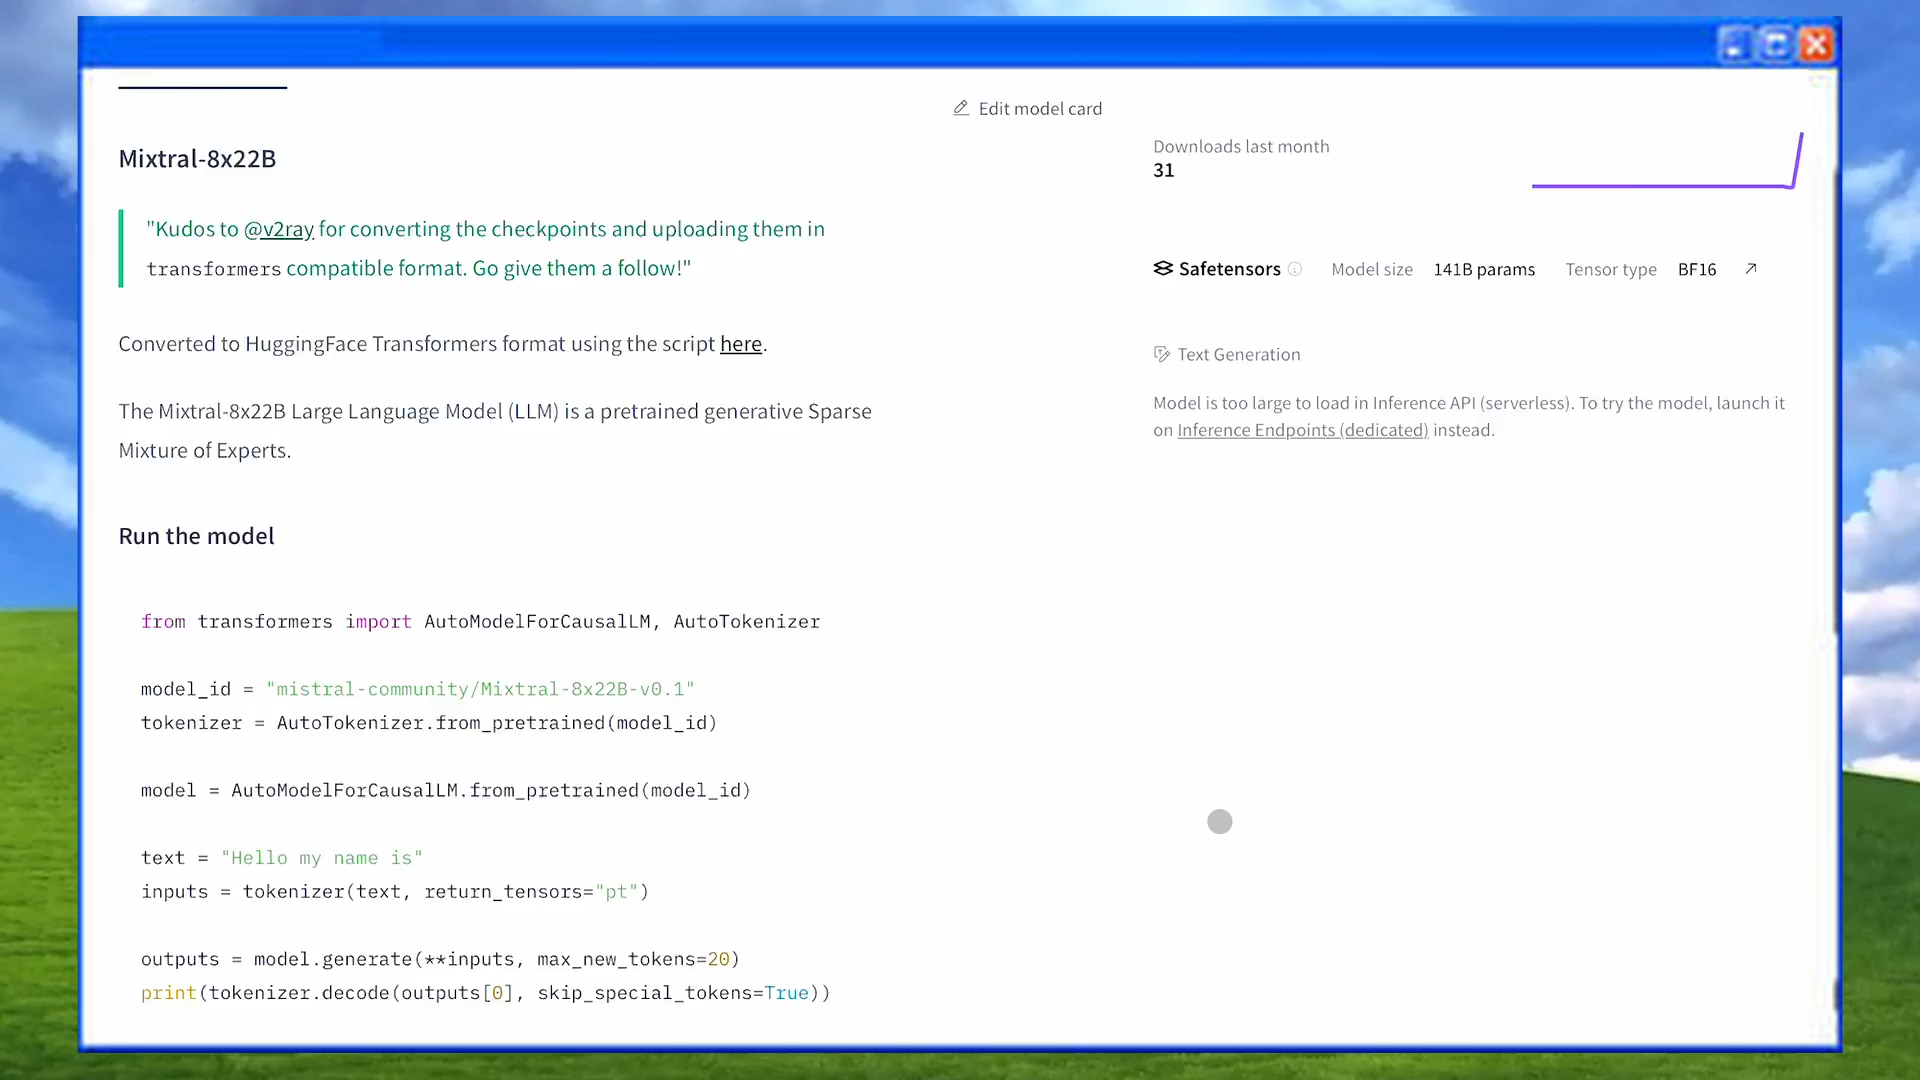 Edit model card
Mixtral-8x22B
"Kudos to @v2ray for converting the checkpoints and uploading them in
transformers compatible format. Go give them a follow!"
Converted to HuggingFace Transformers format using the script here.
The Mixtral-8x22B Large Language Model (LLM) is a pretrained generative Sparse
Mixture of Experts.
Run the model
from transformers import AutoModelForCausalLM, AutoTokenizer
model_id = "mistral-community/Mixtral-8x22B-v0.1"
tokenizer = AutoTokenizer.from_pretrained(model_id)
model = AutoModelForCausalLM.from_pretrained(model_id)
text = "Hello my name is"
inputs = tokenizer(text, return_tensors="pt")
outputs = model.generate(**inputs, max_new_tokens=20)
print(tokenizer.decode(outputs[0], skip_special_tokens=True))
Downloads last month
31
Safetensors Model size 141B params Tensor type BF16
Text Generation
Model is too large to load in Inference API (serverless). To try the model, launch it
on Inference Endpoints (dedicated) instead.